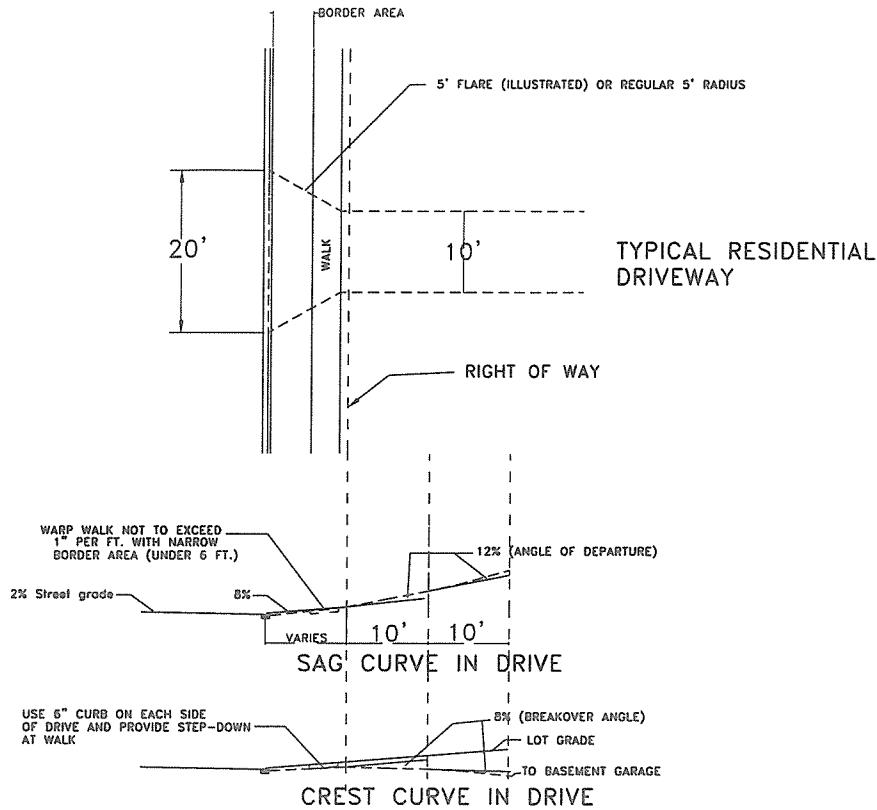 BORDER AREA
5' FLARE (ILLUSTRATED) OR REGULAR 5' RADIUS
20'
WALK
10'
TYPICAL RESIDENTIAL
DRIVEWAY
RIGHT OF WAY
WARP WALK NOT TO EXCEED
1" PER FT. WITH NARROW
BORDER AREA (UNDER 6 FT.)
12% (ANGLE OF DEPARTURE)
2% Street grade
8%
VARIES
10'
10'
SAG CURVE IN DRIVE
USE 6" CURB ON EACH SIDE
OF DRIVE AND PROVIDE STEP-DOWN
AT WALK
8% (BREAKOVER ANGLE)
LOT GRADE
TO BASEMENT GARAGE
CREST CURVE IN DRIVE